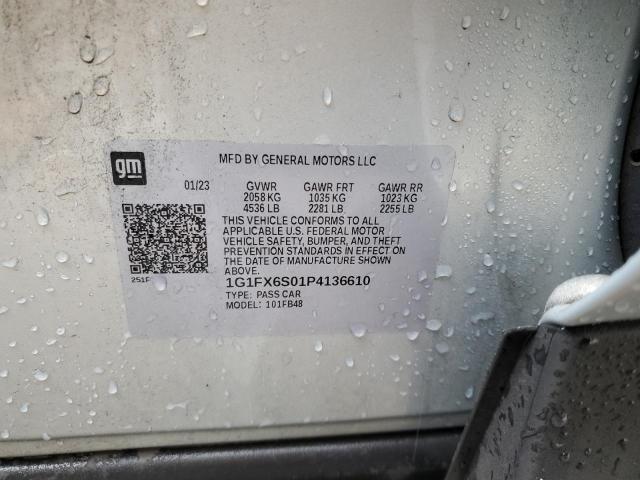 gm
MFD BY GENERAL MOTORS LLC
01/23 GVWR GAWR FRT GAWR RR
2058 KG 1035 KG 1023 KG
4536 LB 2281 LB 2255 LB
THIS VEHICLE CONFORMS TO ALL
APPLICABLE U.S. FEDERAL MOTOR
VEHICLE SAFETY, BUMPER, AND THEFT
PREVENTION STANDARDS IN EFFECT ON
THE DATE OF MANUFACTURE SHOWN
ABOVE.
251F
1G1FX6S01P4136610
TYPE: PASS CAR
MODEL: 101FB48